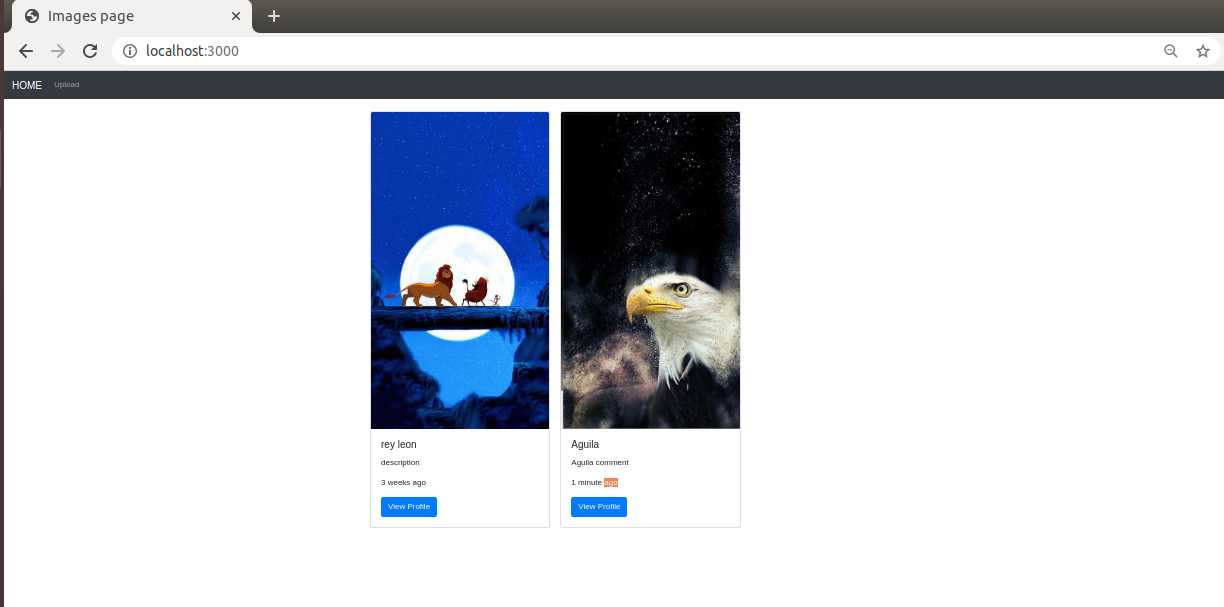 Images page
localhost:3000
HOME Upload
rey leon
description
3 weeks ago
View Profile
Aguila
Aguila comment
1 minute ago
View Profile